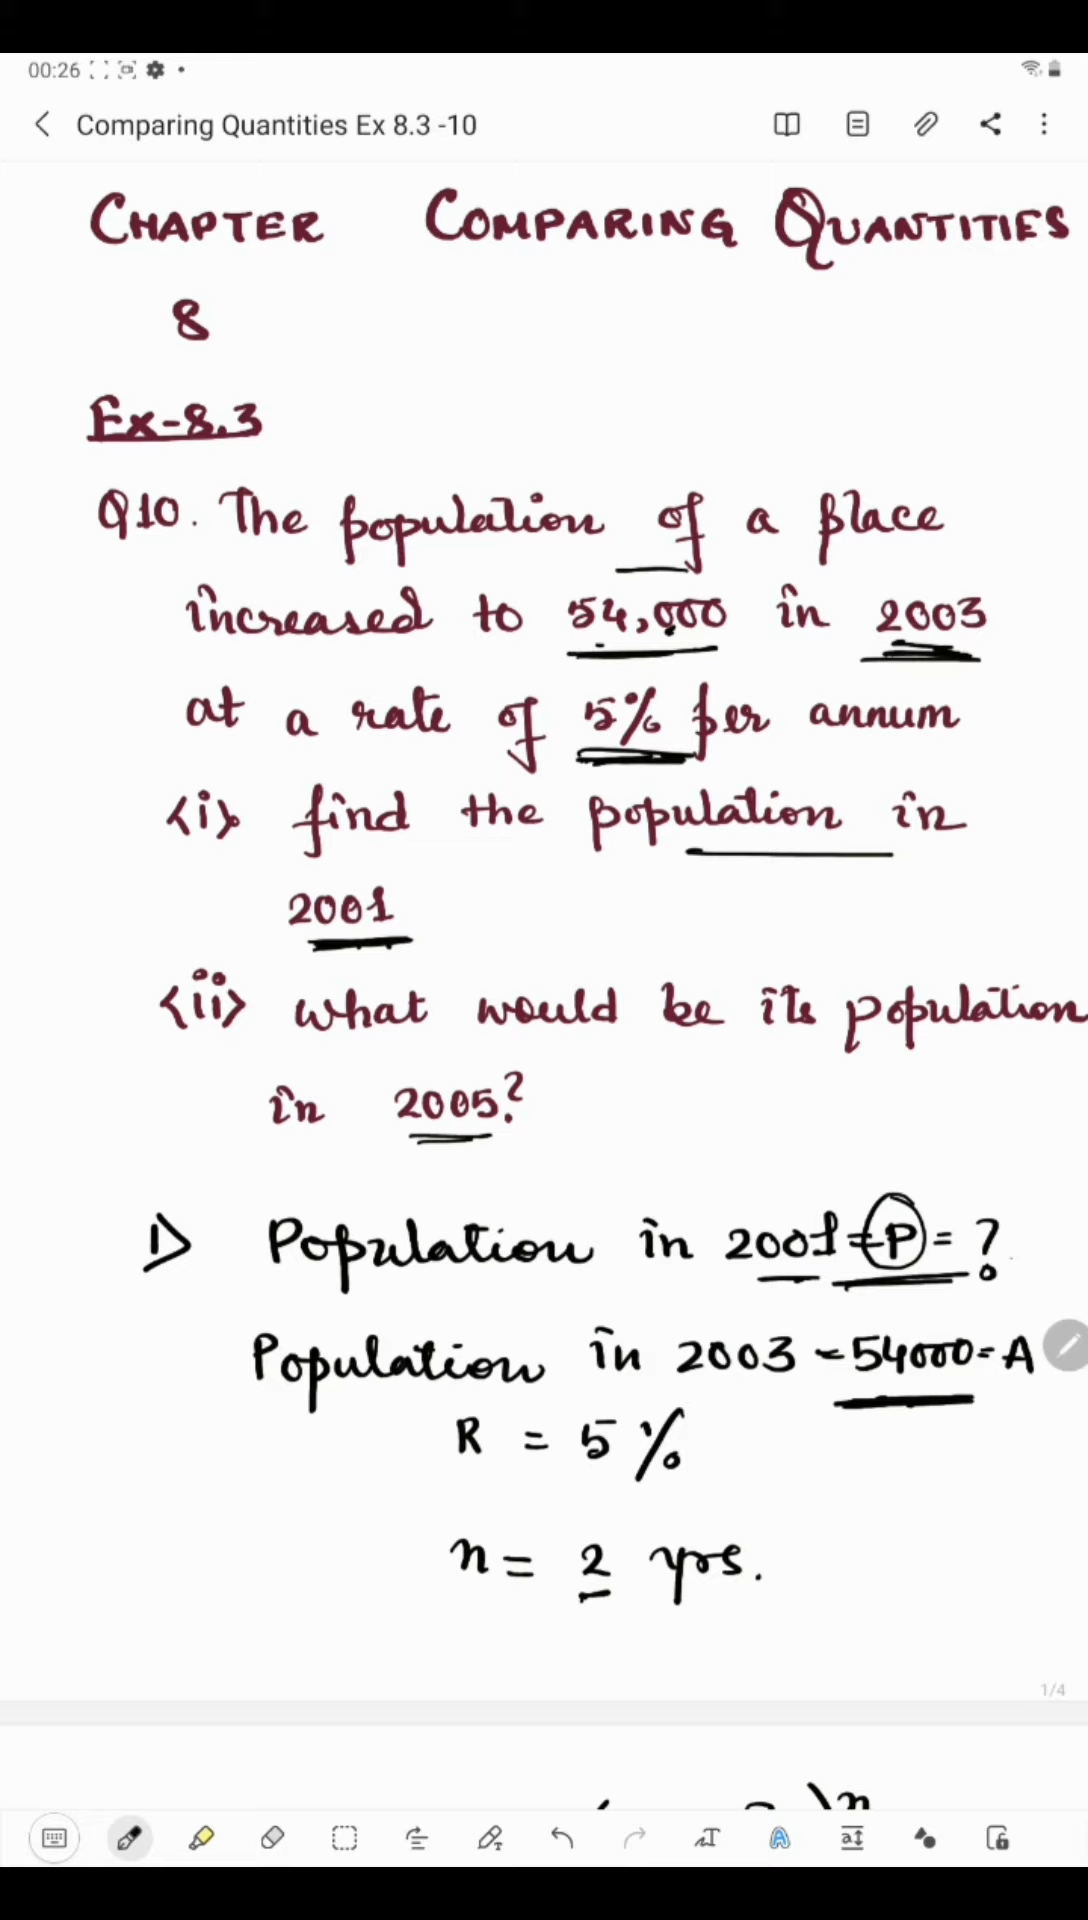 00:26
Comparing Quantities Ex 8.3 -10
CHAPTER COMPARING QUANTITIES
8
Ex-8.3
Q10. The population of a place
increased to 54,000 in 2003
at a rate of 5% per annum
<i> find the population in
2001
<ii> what would be its population
in 2005?
1> Population in 2001 = P = ?
Population in 2003 = 54000 = A
R = 5%
n = 2 yrs.
1/4